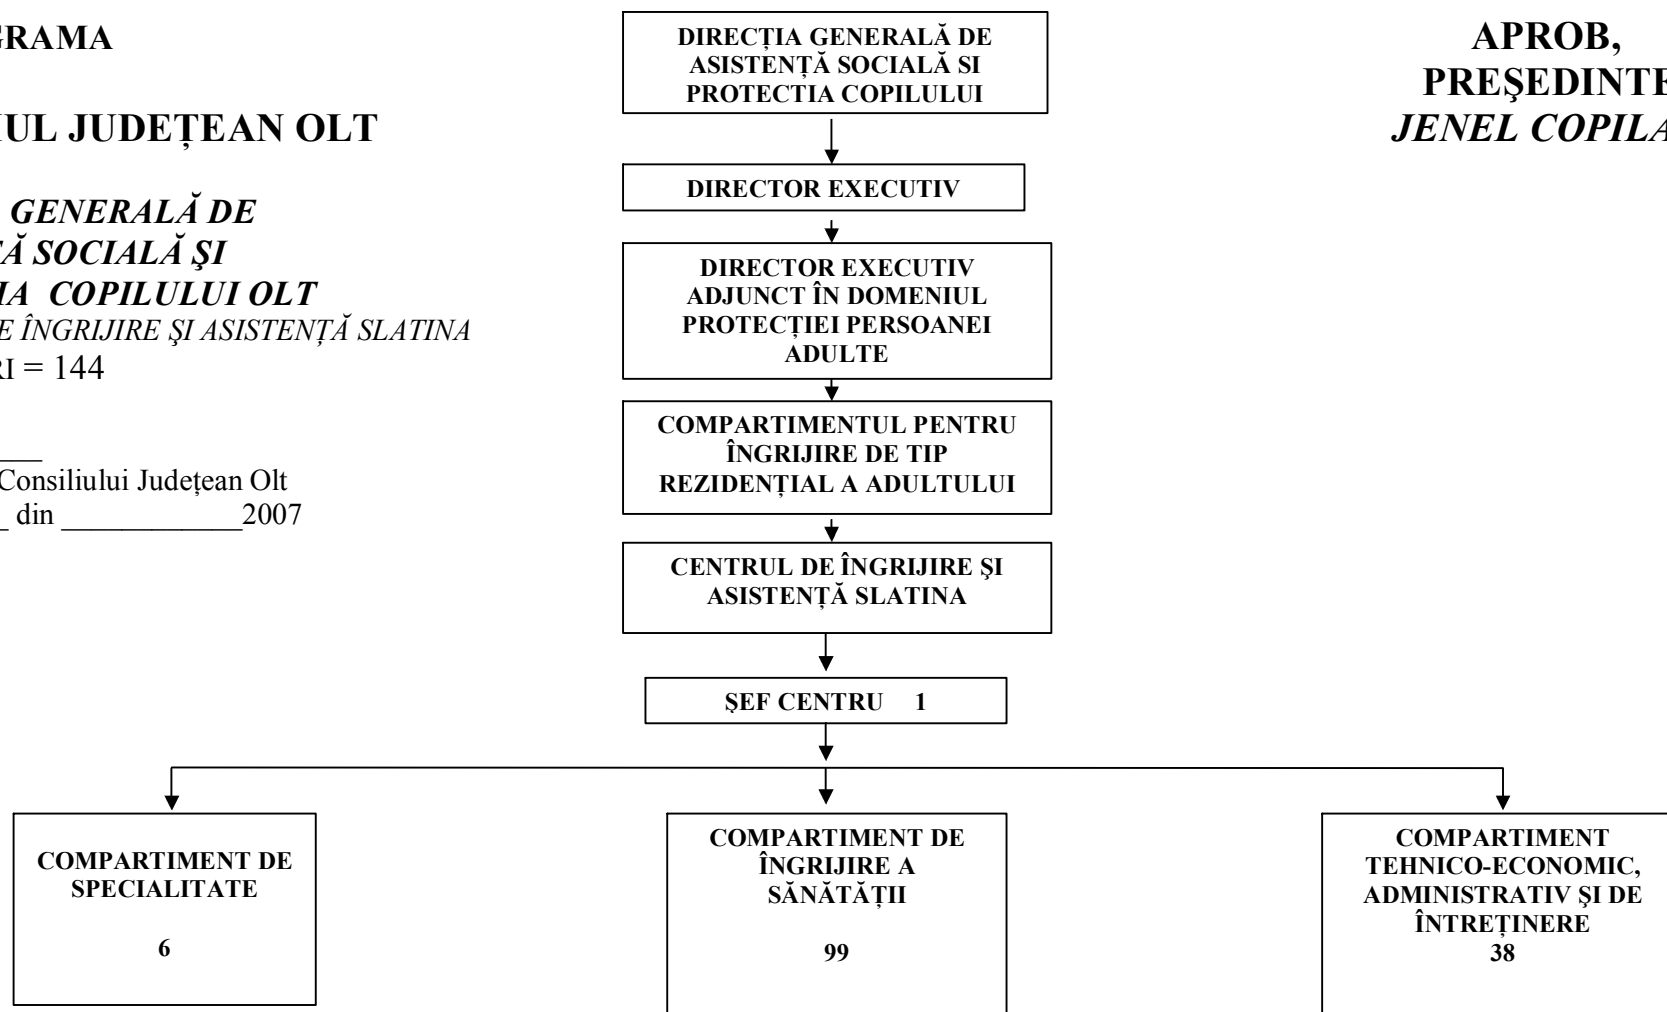 GRAMA
IUL JUDEȚEAN OLT
GENERALĂ DE
Ă SOCIALĂ ŞI
IA COPILULUI OLT
E ÎNGRIJIRE ŞI ASISTENȚĂ SLATINA
RI = 144
___
Consiliului Județean Olt
_ din _____________2007
DIRECȚIA GENERALĂ DE
ASISTENȚĂ SOCIALĂ SI
PROTECTIA COPILULUI
APROB,
PREŞEDINTE
JENEL COPILA
DIRECTOR EXECUTIV
DIRECTOR EXECUTIV
ADJUNCT ÎN DOMENIUL
PROTECȚIEI PERSOANEI
ADULTE
COMPARTIMENTUL PENTRU
ÎNGRIJIRE DE TIP
REZIDENȚIAL A ADULTULUI
CENTRUL DE ÎNGRIJIRE ŞI
ASISTENȚĂ SLATINA
ŞEF CENTRU 1
COMPARTIMENT DE
SPECIALITATE
6
COMPARTIMENT DE
ÎNGRIJIRE A
SĂNĂTĂȚII
99
COMPARTIMENT
TEHNICO-ECONOMIC,
ADMINISTRATIV ŞI DE
ÎNTREȚINERE
38